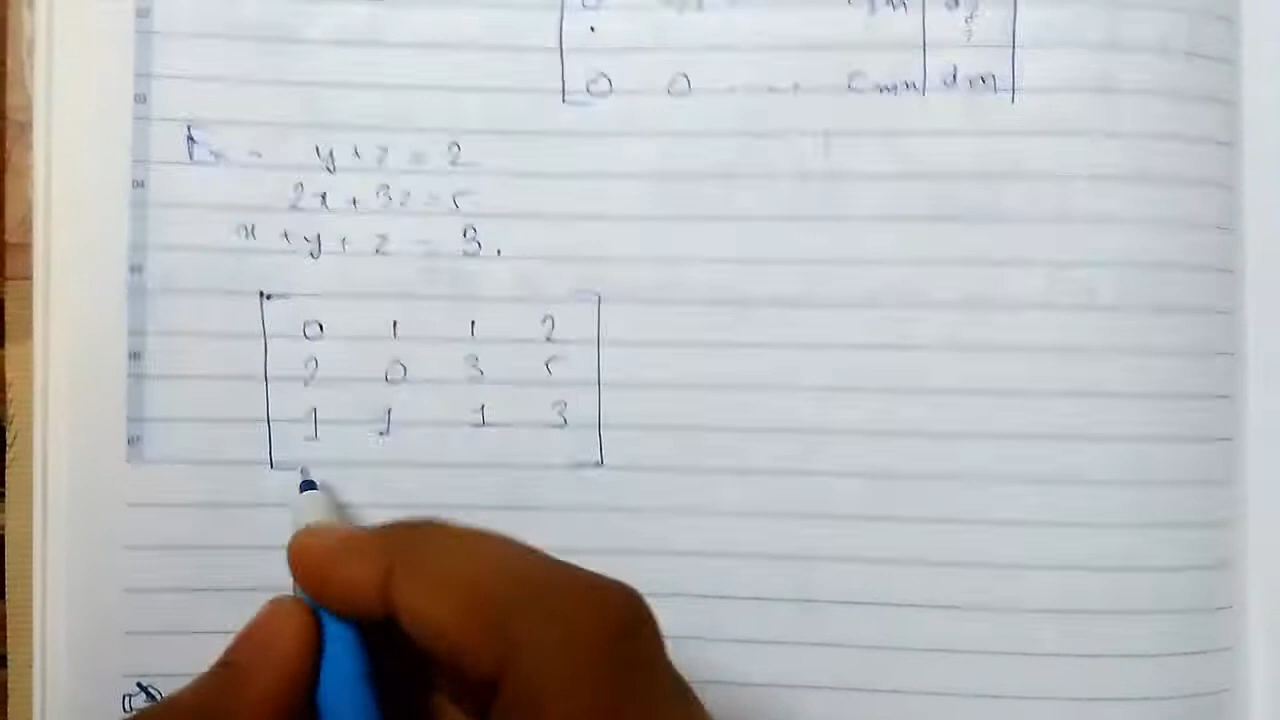 0 0 ..... Cmn dm
Ex - y + z = 2
2x + 3z = 5
x + y + z = 3.
0 1 1 2
2 0 3 5
1 1 1 3